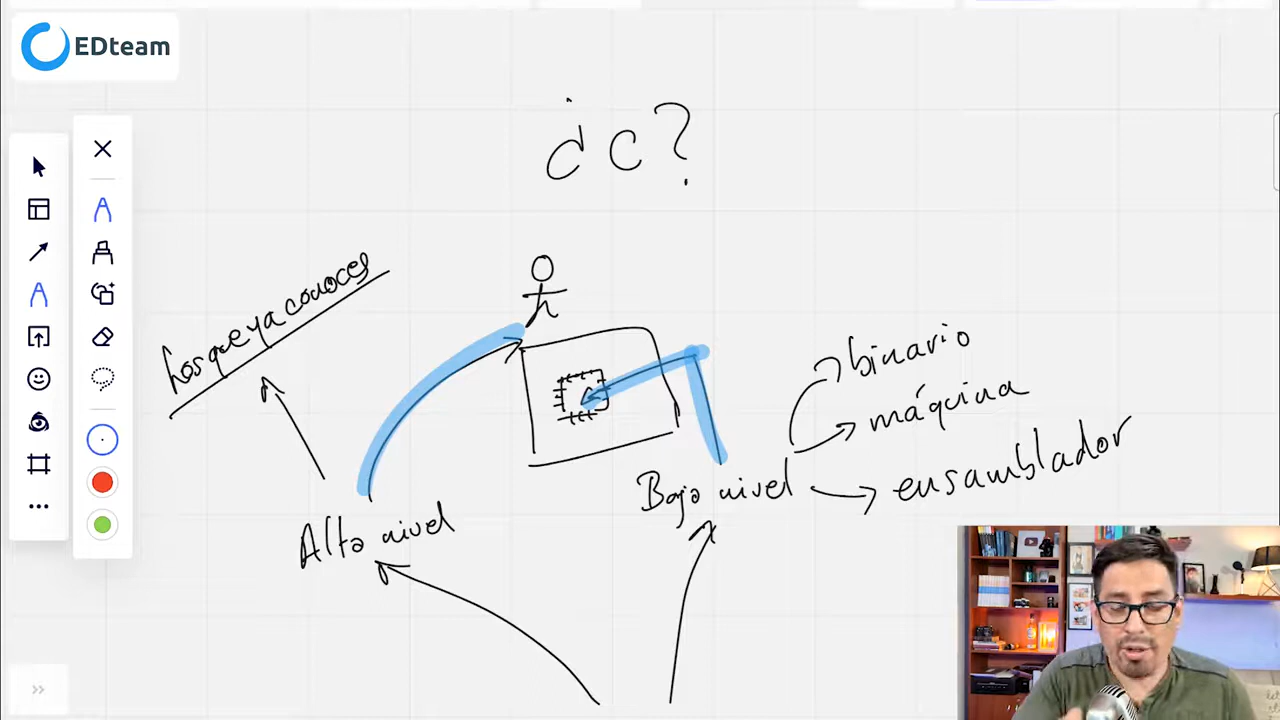 EDteam
¿C?
Los que ya conoces
binario
máquina
ensamblador
Bajo nivel
Alto nivel